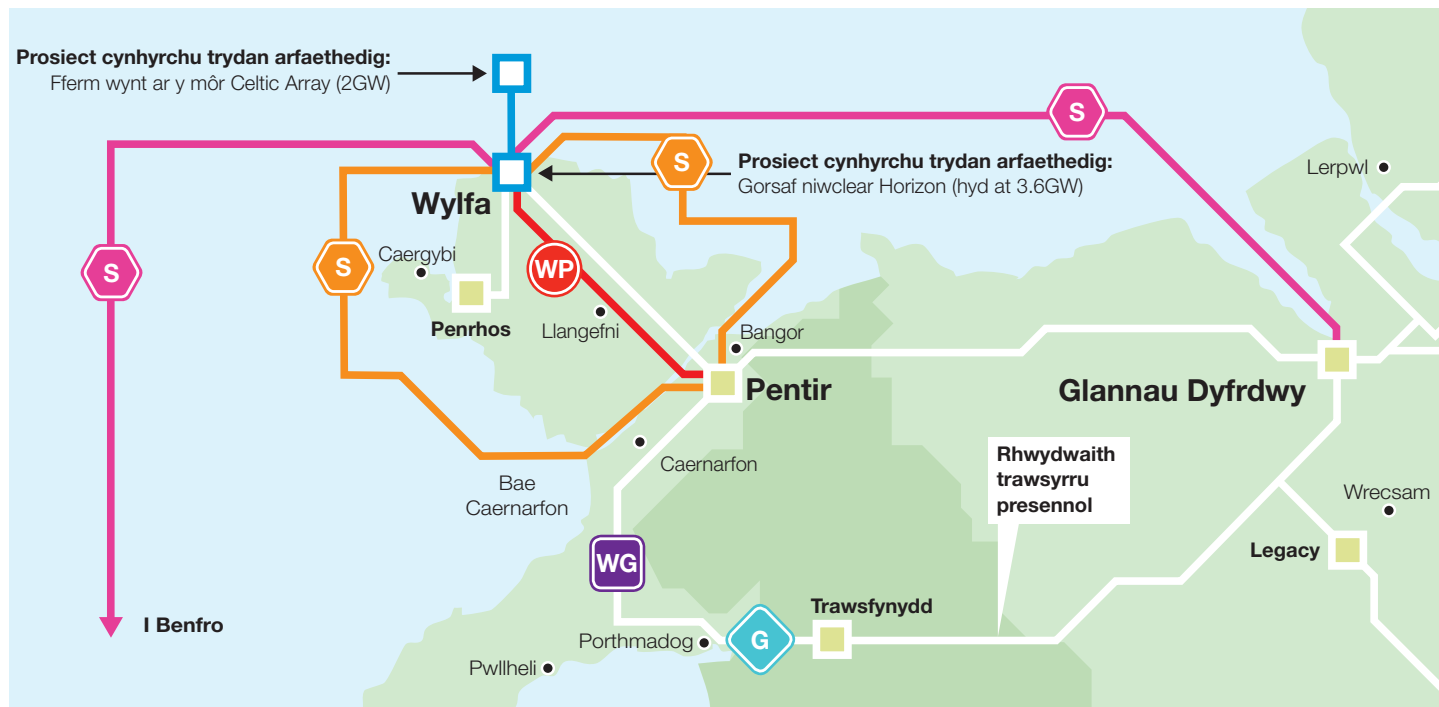 Prosiect cynhyrchu trydan arfaethedig:
Fferm wynt ar y môr Celtic Array (2GW)
S
S
Prosiect cynhyrchu trydan arfaethedig:
Gorsaf niwclear Horizon (hyd at 3.6GW)
Lerpwl
Wylfa
Caergybi
S
S
WP
Penrhos
Llangefni
Bangor
Pentir
Glannau Dyfrdwy
Caernarfon
Bae
Caernarfon
Rhwydwaith
trawsyrru
presennol
Wrecsam
WG
Legacy
I Benfro
Trawsfynydd
Porthmadog
G
Pwllheli